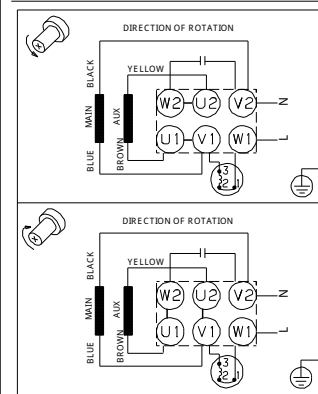 DIRECTION OF ROTATION
BLACK
YELLOW
MAIN
AUX
W2 U2 V2 N
U1 V1 W1 L
BLUE
BROWN
3
2 1
DIRECTION OF ROTATION
BLACK
YELLOW
MAIN
AUX
W2 U2 V2 N
U1 V1 W1 L
BLUE
BROWN
3
2 1